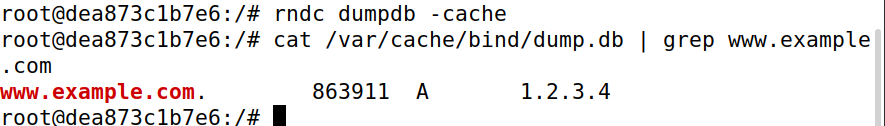 root@dea873c1b7e6:/# rndc dumpdb -cache
root@dea873c1b7e6:/# cat /var/cache/bind/dump.db | grep www.example
.com
www.example.com.        863911  A       1.2.3.4
root@dea873c1b7e6:/#